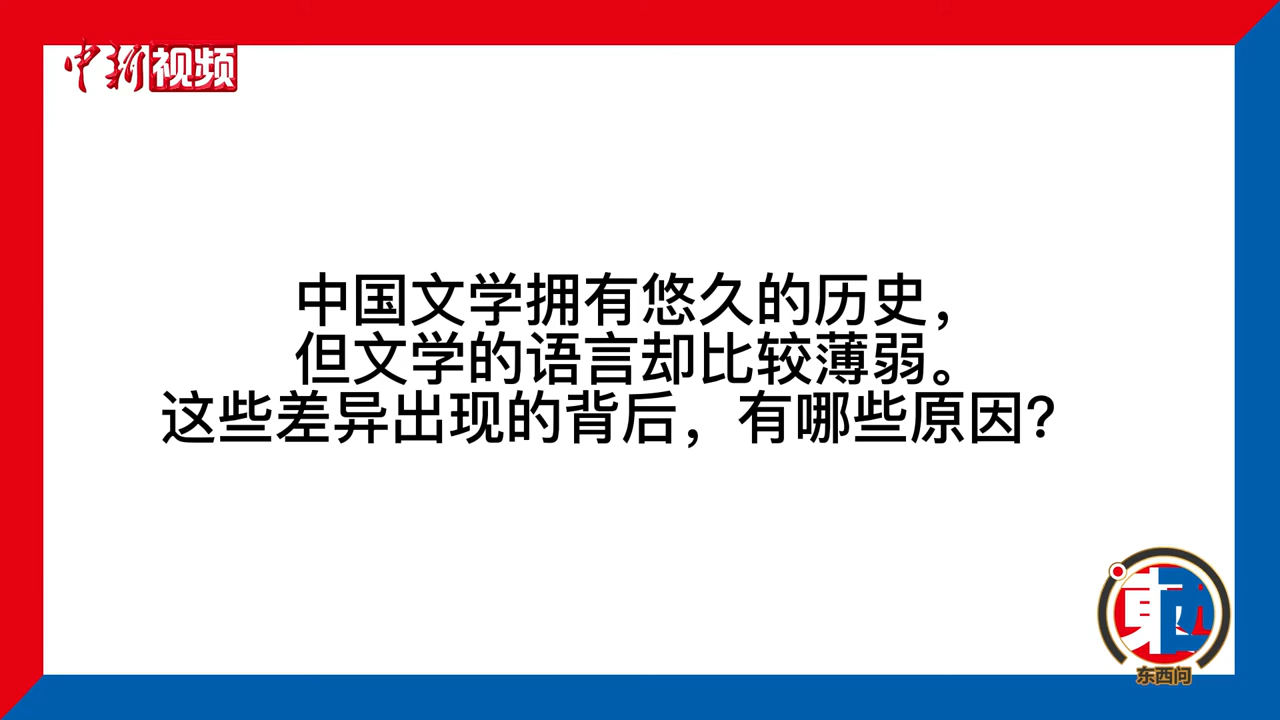 中新视频
中国文学拥有悠久的历史，
但文学的语言却比较薄弱。
这些差异出现的背后，有哪些原因？
東西
东西问